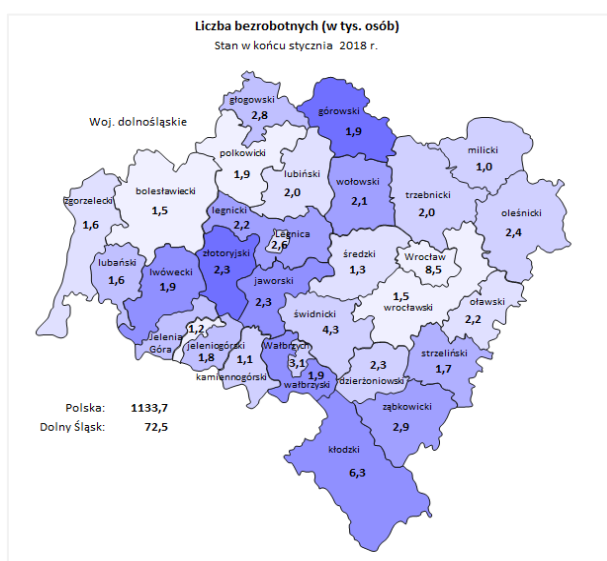 Liczba bezrobotnych (w tys. osób)
Stan w końcu stycznia 2018 r.
Woj. dolnośląskie
głogowski
2,8
górowski
1,9
polkowicki
1,9
lubiński
2,0
wołowski
2,1
milicki
1,0
trzebnicki
2,0
oleśnicki
2,4
zgorzelecki
1,6
bolesławiecki
1,5
legnicki
2,2
Legnica
2,6
lubański
1,6
lwówecki
1,9
złotoryjski
2,3
jaworski
2,3
średzki
1,3
Wrocław
8,5
1,5
wrocławski
oławski
2,2
świdnicki
4,3
1,2
Jelenia
Góra
jeleniogórski
1,8
1,1
kamiennogórski
Wałbrzych
3,1
1,9
wałbrzyski
2,3
dzierżoniowski
strzeliński
1,7
ząbkowicki
2,9
kłodzki
6,3
Polska: 1133,7
Dolny Śląsk: 72,5